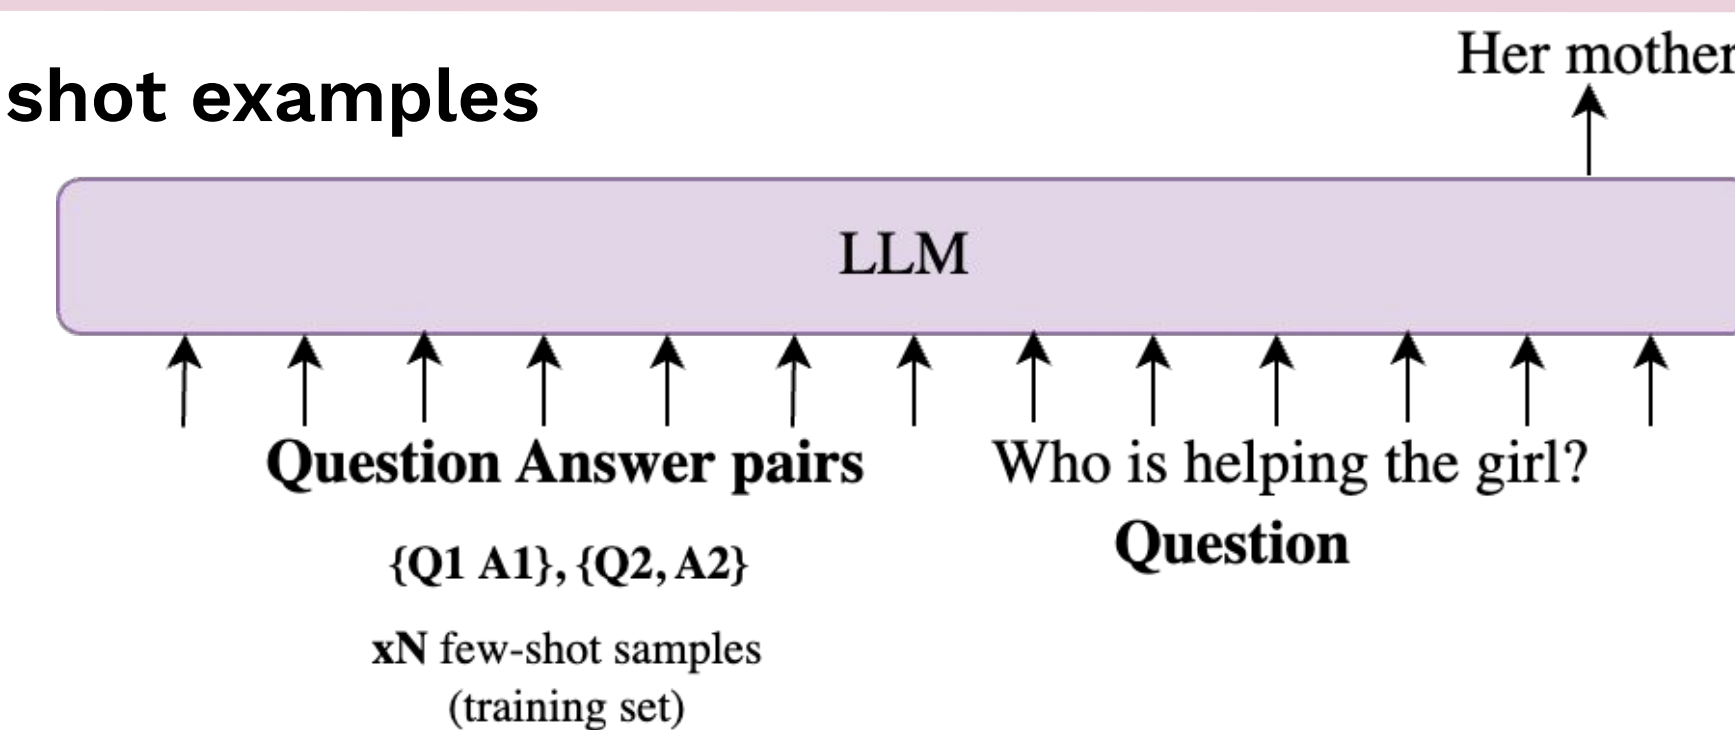 Her mother
shot examples
LLM
Question Answer pairs
Who is helping the girl?
{Q1 A1}, {Q2, A2}
Question
xN few-shot samples
(training set)